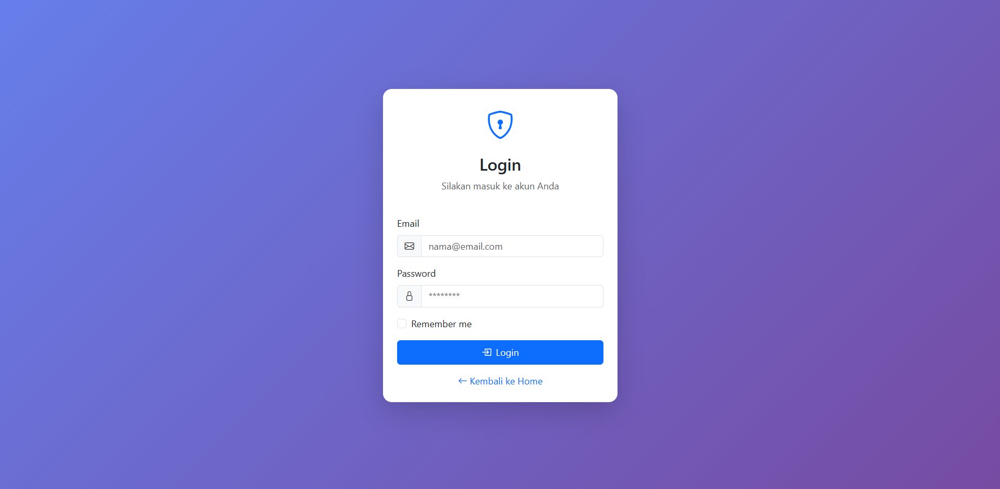 Login
Silakan masuk ke akun Anda
Email
nama@email.com
Password
********
Remember me
Login
Kembali ke Home